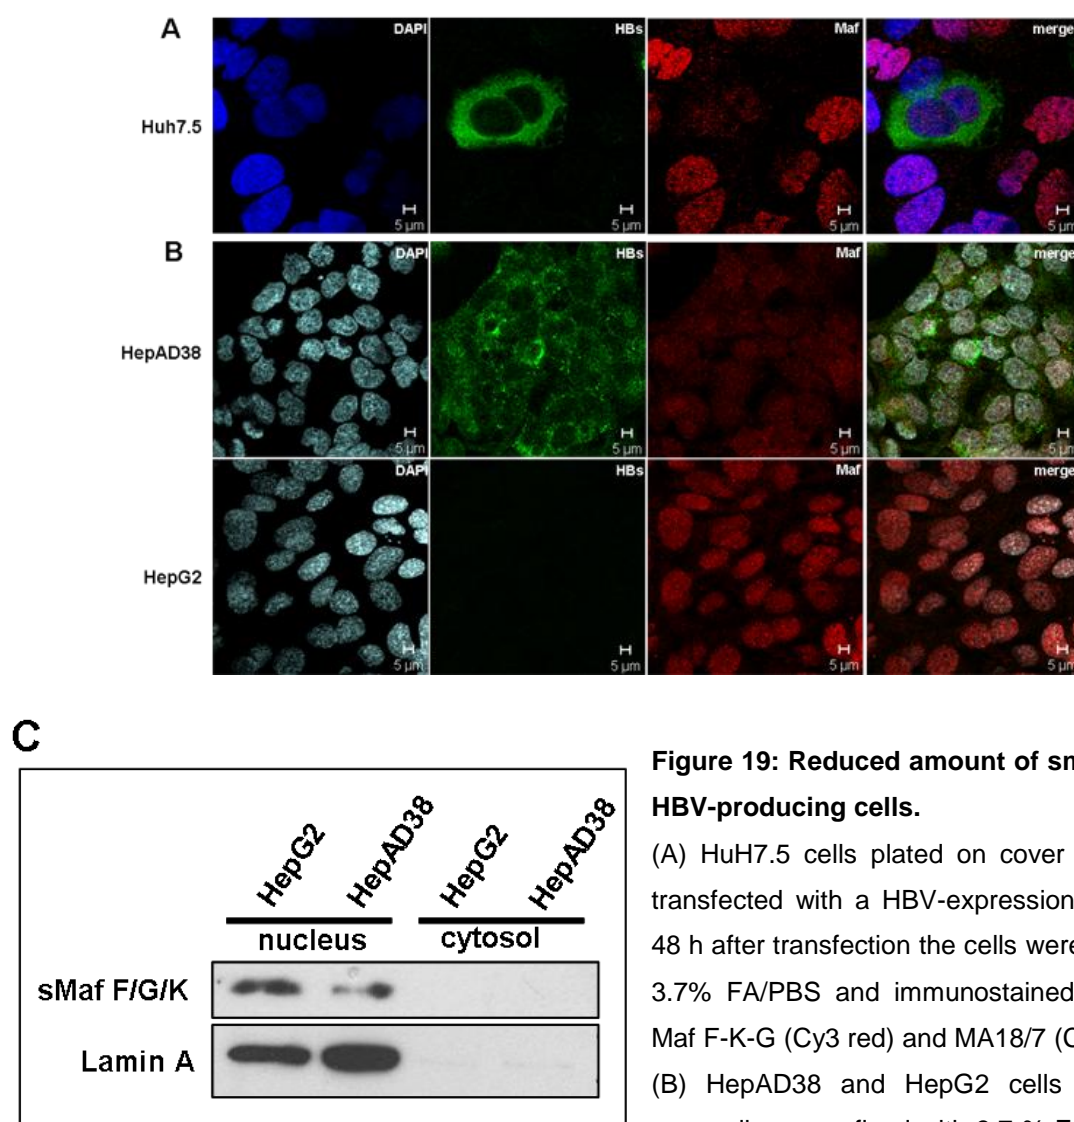 A
DAPI HBs Maf merge
Huh7.5
5 µm 5 µm 5 µm 5 µm
B
DAPI HBs Maf merge
HepAD38
5 µm 5 µm 5 µm 5 µm
DAPI HBs Maf merge
HepG2
5 µm 5 µm 5 µm 5 µm
C
HepG2 HepAD38 HepG2 HepAD38
nucleus cytosol
sMaf F/G/K
Lamin A
Figure 19: Reduced amount of
HBV-producing cells.
(A) HuH7.5 cells plated on cover
transfected with a HBV-expression
48 h after transfection the cells were
3.7% FA/PBS and immunostained
Maf F-K-G (Cy3 red) and MA18/7
(B) HepAD38 and HepG2 cells